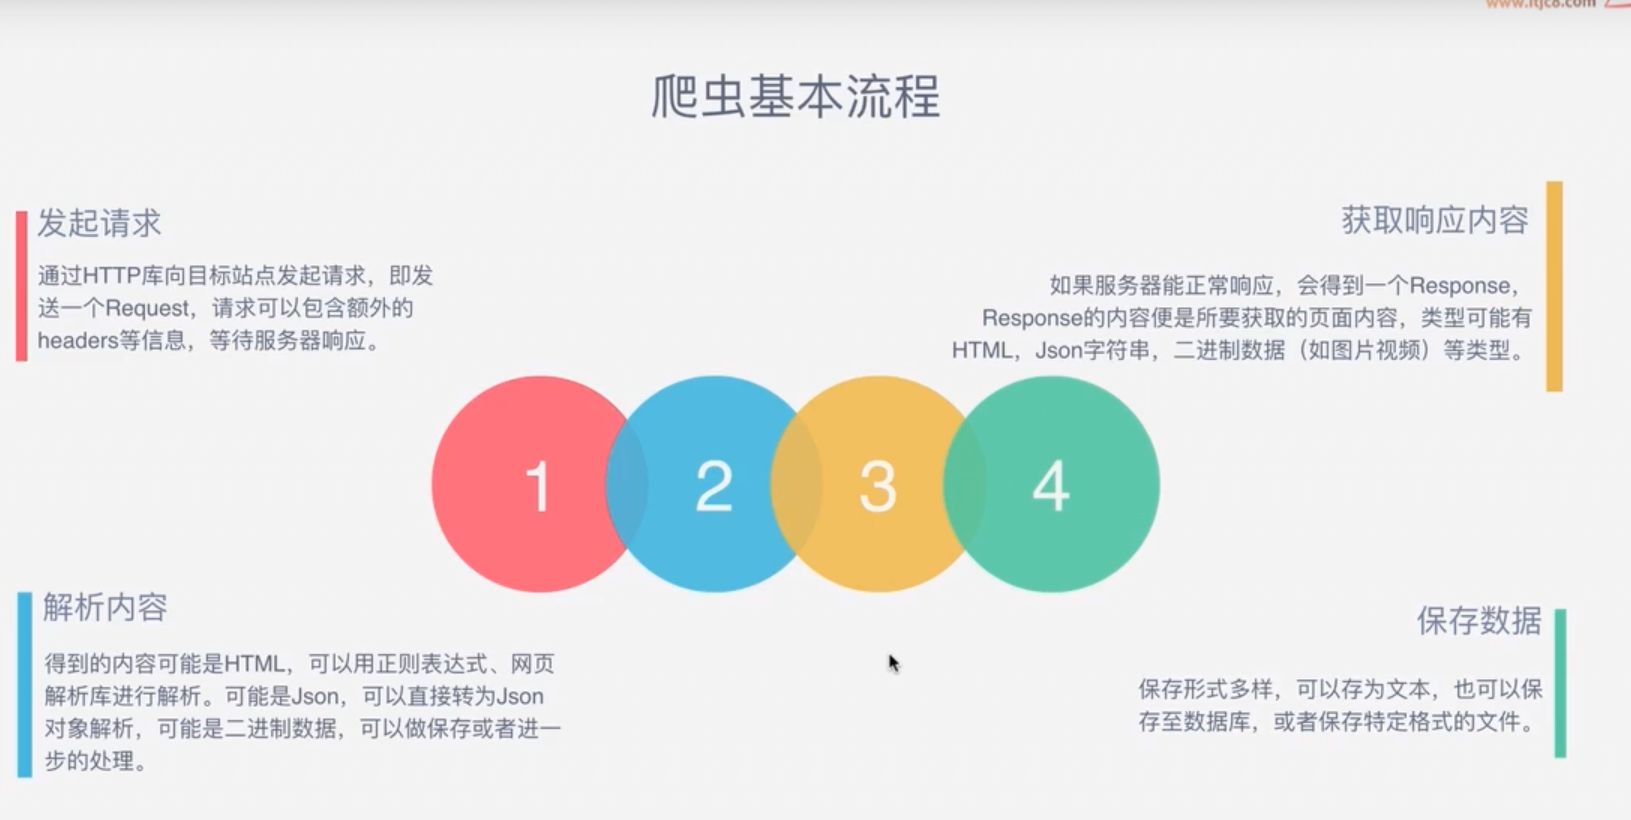 www.itjc8.com
爬虫基本流程
发起请求
通过HTTP库向目标站点发起请求，即发
送一个Request，请求可以包含额外的
headers等信息，等待服务器响应。
获取响应内容
如果服务器能正常响应，会得到一个Response，
Response的内容便是所要获取的页面内容，类型可能有
HTML，Json字符串，二进制数据（如图片视频）等类型。
1
2
3
4
解析内容
得到的内容可能是HTML，可以用正则表达式、网页
解析库进行解析。可能是Json，可以直接转为Json
对象解析，可能是二进制数据，可以做保存或者进一
步的处理。
保存数据
保存形式多样，可以存为文本，也可以保
存至数据库，或者保存特定格式的文件。